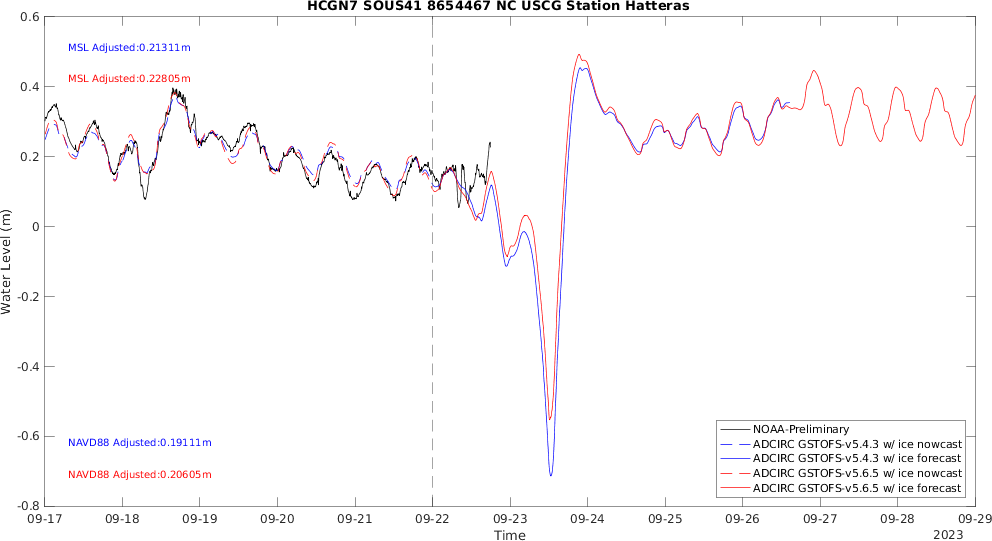 HCGN7 SOUS41 8654467 NC USCG Station Hatteras
0.6
0.4
0.2
0
-0.2
-0.4
-0.6
-0.8
Water Level (m)
MSL Adjusted:0.21311m
MSL Adjusted:0.22805m
NAVD88 Adjusted:0.19111m
NAVD88 Adjusted:0.20605m
NOAA-Preliminary
ADCIRC GSTOFS-v5.4.3 w/ ice nowcast
ADCIRC GSTOFS-v5.4.3 w/ ice forecast
ADCIRC GSTOFS-v5.6.5 w/ ice nowcast
ADCIRC GSTOFS-v5.6.5 w/ ice forecast
09-17 09-18 09-19 09-20 09-21 09-22 09-23 09-24 09-25 09-26 09-27 09-28 09-29
Time
2023